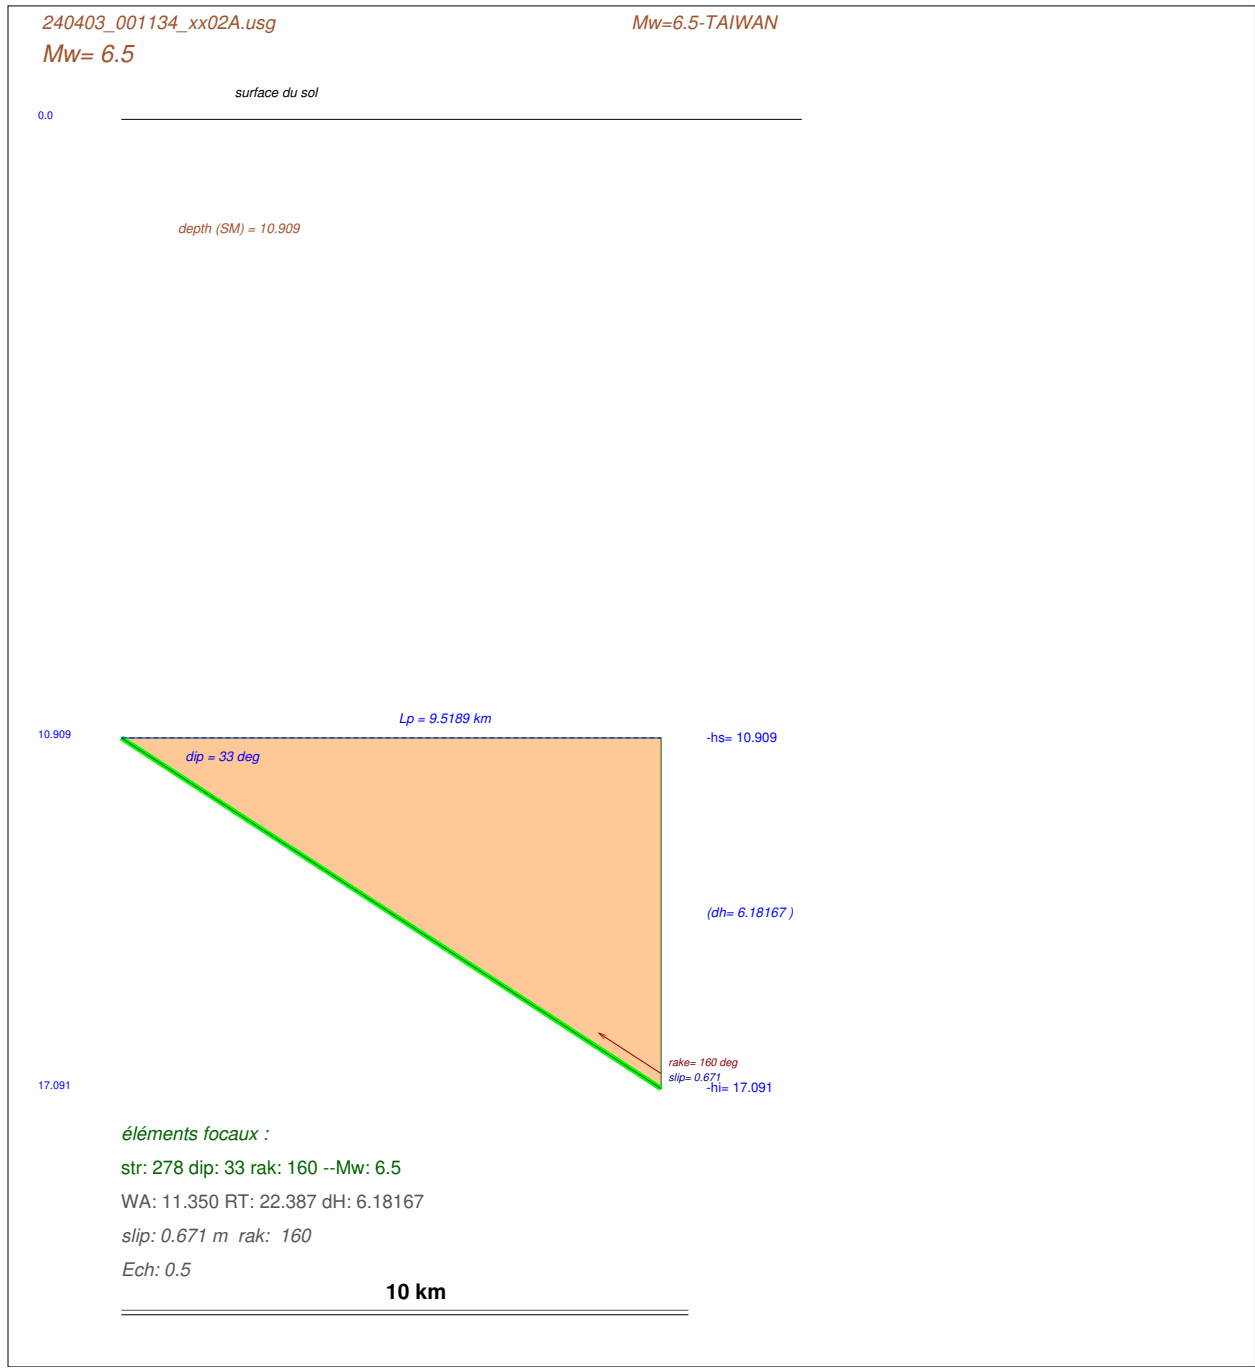 240403_001134_xx02A.usg
Mw=6.5-TAIWAN
Mw= 6.5
surface du sol
0.0
depth (SM) = 10.909
Lp = 9.5189 km
10.909
-hs= 10.909
dip = 33 deg
(dh= 6.18167 )
rake= 160 deg
slip= 0.671
17.091
-hi= 17.091
éléments focaux :
str: 278 dip: 33 rak: 160 --Mw: 6.5
WA: 11.350 RT: 22.387 dH: 6.18167
slip: 0.671 m rak: 160
Ech: 0.5
10 km